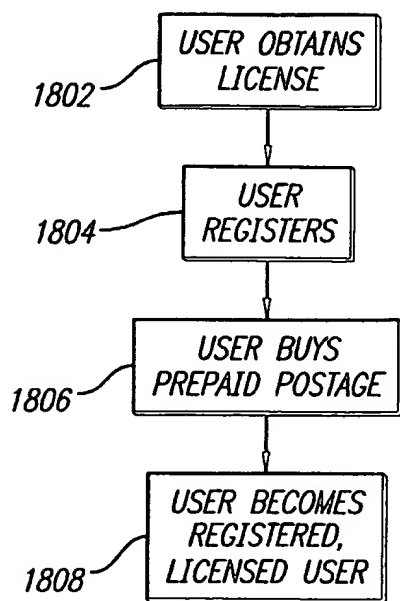 USER OBTAINS
LICENSE
1802
USER
REGISTERS
1804
USER BUYS
PREPAID POSTAGE
1806
USER BECOMES
REGISTERED,
LICENSED USER
1808